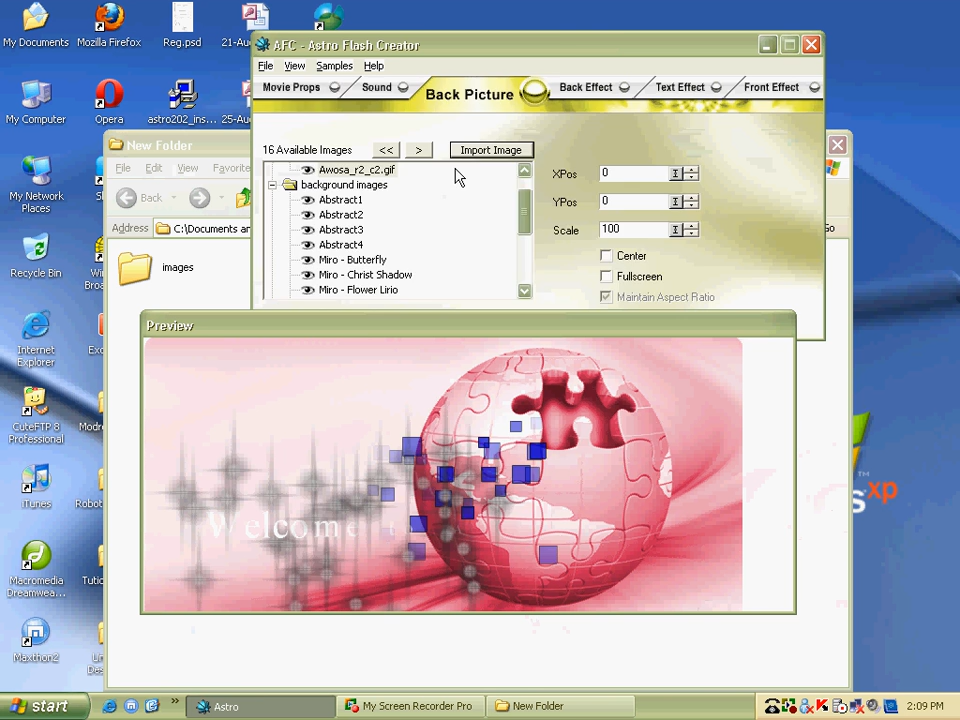 My Documents
Mozilla Firefox
Reg.psd
My Computer
Opera
astro202_ins...
My Network
Places
Recycle Bin
Internet
Explorer
CuteFTP 8
Professional
iTunes
Macromedia
Dreamwea...
Maxthon2
New Folder
File Edit View Favorite
Back
Address C:\Documents an
Go
images
AFC - Astro Flash Creator
File View Samples Help
Movie Props Sound Back Picture Back Effect Text Effect Front Effect
16 Available Images << > Import Image
Awosa_r2_c2.gif
background images
Abstract1
Abstract2
Abstract3
Abstract4
Miro - Butterfly
Miro - Christ Shadow
Miro - Flower Lirio
XPos 0
YPos 0
Scale 100
Center
Fullscreen
Maintain Aspect Ratio
Preview
Welcome
xp
start
Astro
My Screen Recorder Pro
New Folder
2:09 PM